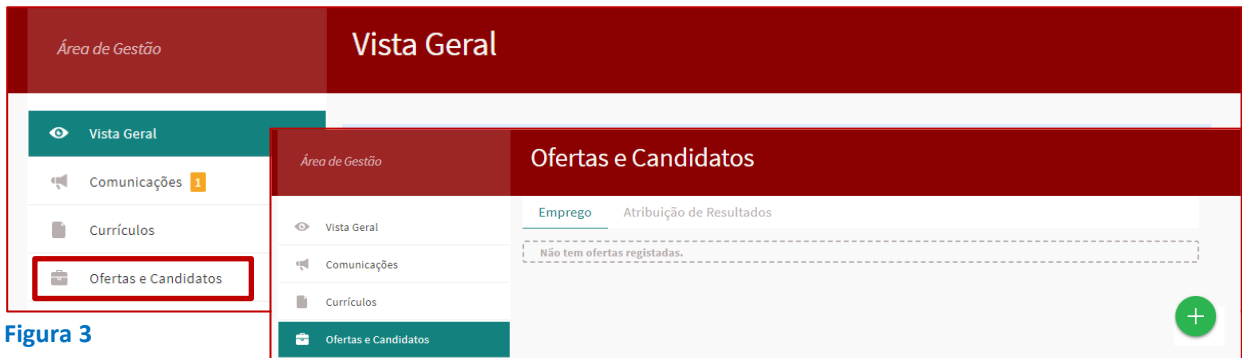 Área de Gestão
Vista Geral
Vista Geral
Comunicações 1
Currículos
Ofertas e Candidatos
Figura 3
Área de Gestão
Ofertas e Candidatos
Emprego Atribuição de Resultados
Não tem ofertas registadas.
Vista Geral
Comunicações
Currículos
Ofertas e Candidatos